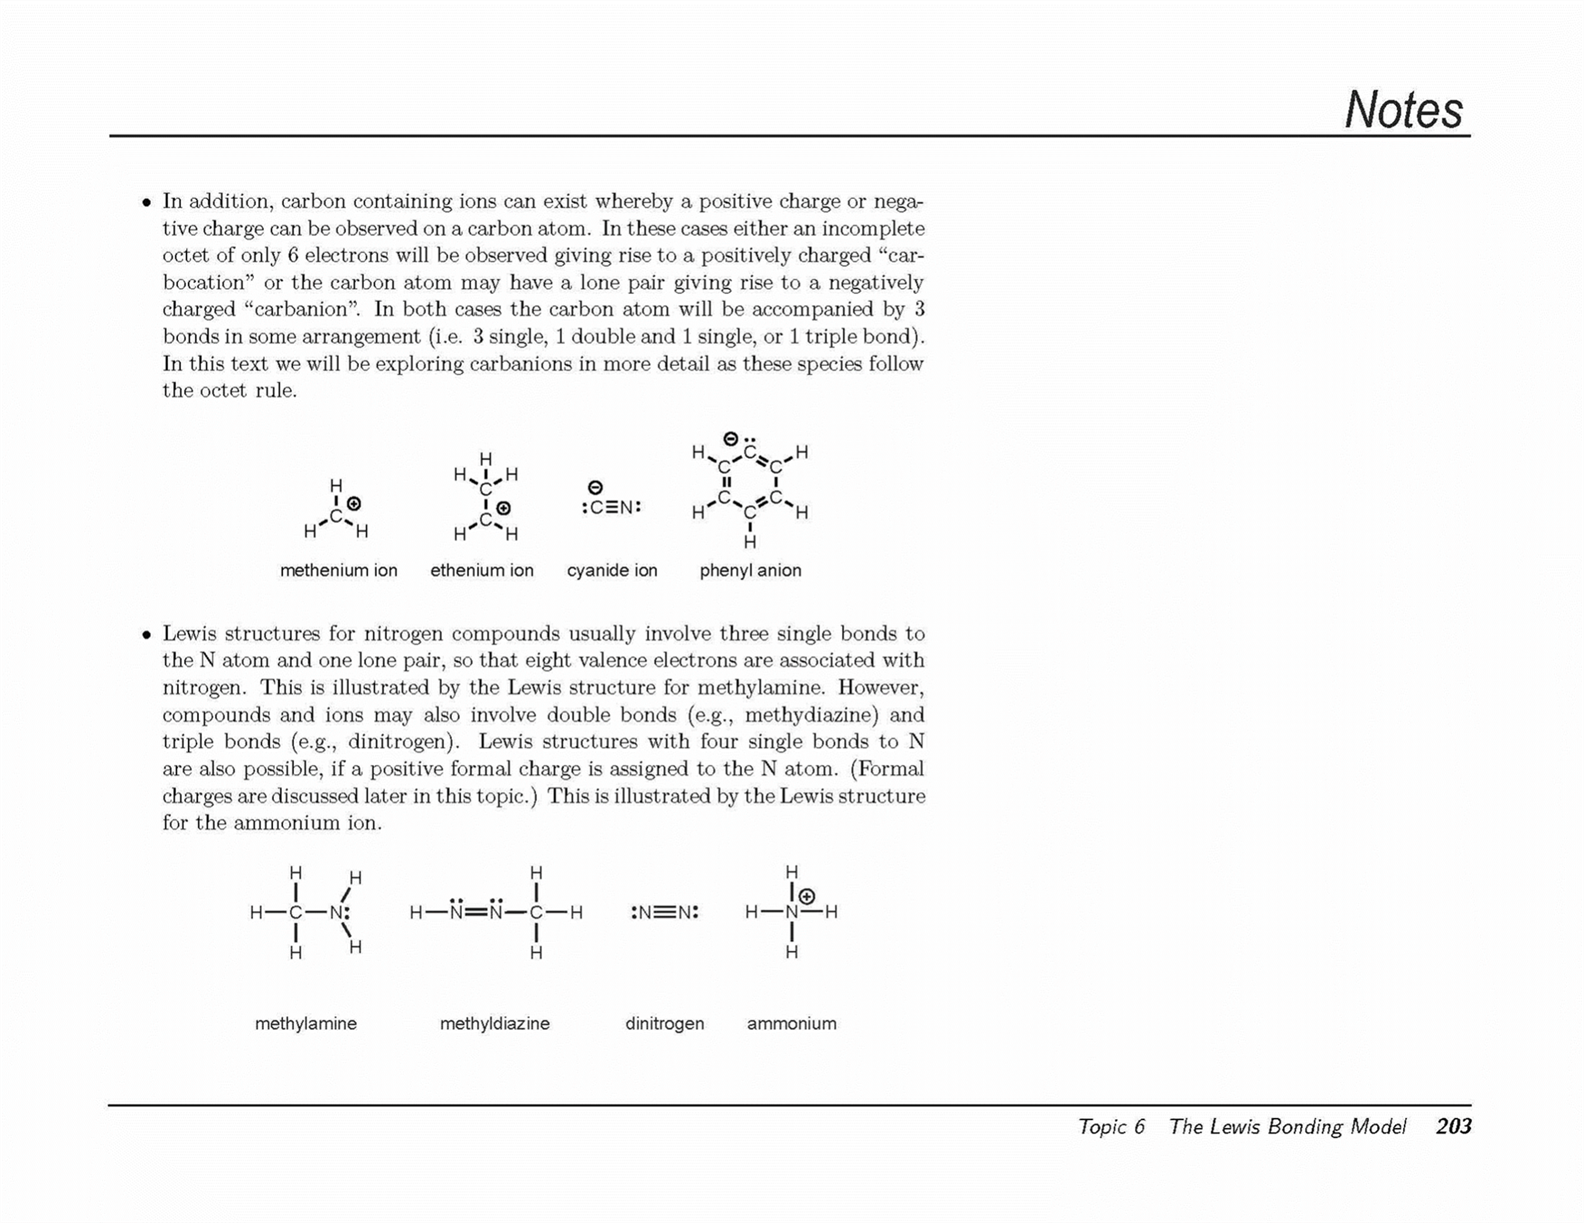 Notes
• In addition, carbon containing ions can exist whereby a positive charge or nega-
tive charge can be observed on a carbon atom. In these cases either an incomplete
octet of only 6 electrons will be observed giving rise to a positively charged “car-
bocation” or the carbon atom may have a lone pair giving rise to a negatively
charged “carbanion”. In both cases the carbon atom will be accompanied by 3
bonds in some arrangement (i.e. 3 single, 1 double and 1 single, or 1 triple bond).
In this text we will be exploring carbanions in more detail as these species follow
the octet rule.
H
⊕
C
H H
H
H H
C
⊕
C
H H
⊖
:C≡N:
⊖ ..
H C H
C C
C C
H C H
H
methenium ion ethenium ion cyanide ion phenyl anion
• Lewis structures for nitrogen compounds usually involve three single bonds to
the N atom and one lone pair, so that eight valence electrons are associated with
nitrogen. This is illustrated by the Lewis structure for methylamine. However,
compounds and ions may also involve double bonds (e.g., methydiazine) and
triple bonds (e.g., dinitrogen). Lewis structures with four single bonds to N
are also possible, if a positive formal charge is assigned to the N atom. (Formal
charges are discussed later in this topic.) This is illustrated by the Lewis structure
for the ammonium ion.
H H
H—C—N:
H H
H
H—N̈=N̈—C—H
H
:N≡N:
H
⊕
H—N—H
H
methylamine methyldiazine dinitrogen ammonium
Topic 6 The Lewis Bonding Model 203